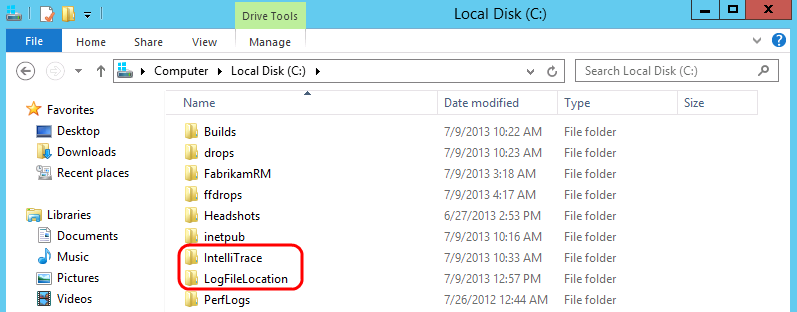 Drive Tools Local Disk (C:)
File Home Share View Manage
Computer Local Disk (C:) Search Local Disk (C:)
Favorites
Desktop
Downloads
Recent places
Libraries
Documents
Music
Pictures
Videos
Name Date modified Type Size
Builds 7/9/2013 10:22 AM File folder
drops 7/9/2013 10:23 AM File folder
FabrikamRM 7/9/2013 3:18 AM File folder
ffdrops 7/9/2013 4:17 AM File folder
Headshots 6/27/2013 2:53 PM File folder
inetpub 7/9/2013 10:16 AM File folder
IntelliTrace 7/9/2013 10:33 AM File folder
LogFileLocation 7/9/2013 12:57 PM File folder
PerfLogs 7/26/2012 12:44 AM File folder